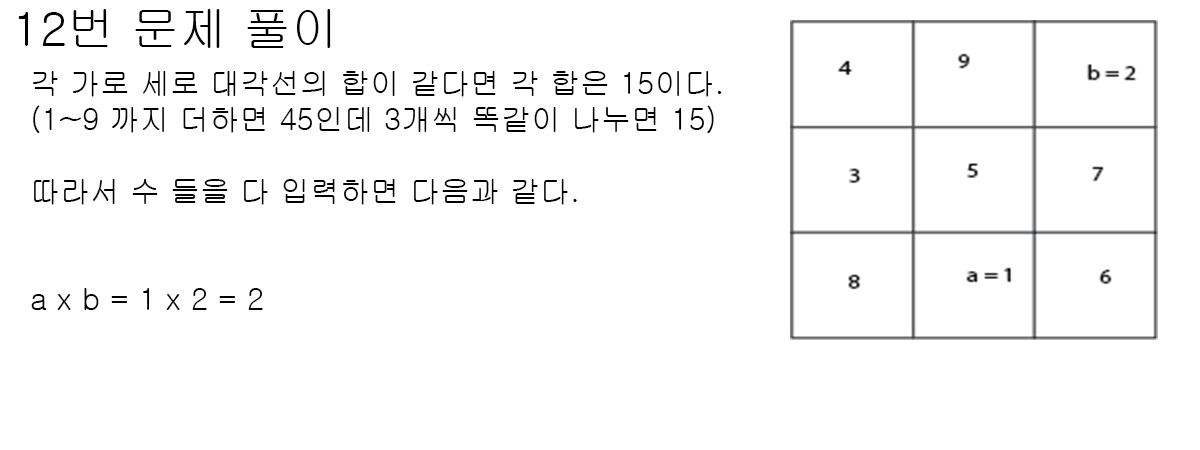 12번 문제 풀이
각 가로 세로 대각선의 합이 같다면 각 합은 15이다.
(1~9 까지 더하면 45인데 3개씩 똑같이 나누면 15)
따라서 수 들을 다 입력하면 다음과 같다.
a x b = 1 x 2 = 2
4 9 b = 2
3 5 7
8 a = 1 6